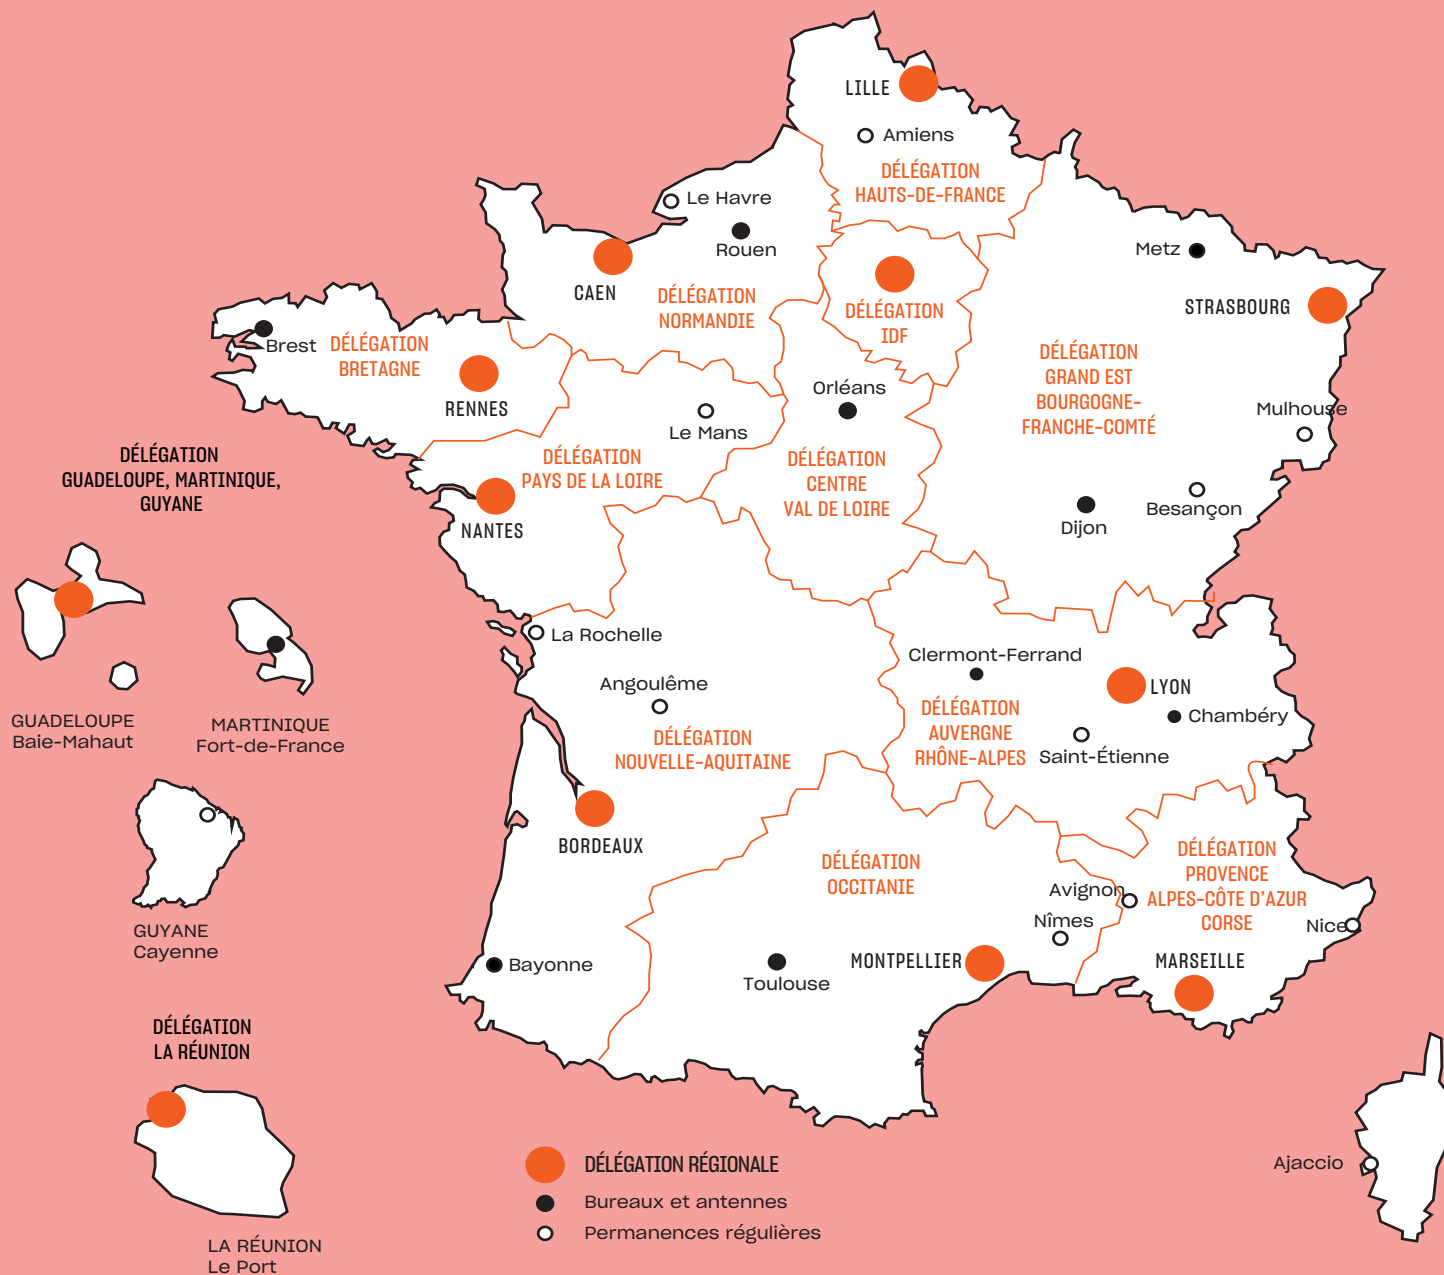 LILLE
Amiens
DÉLÉGATION
HAUTS-DE-FRANCE
Le Havre
Rouen
CAEN
DÉLÉGATION
NORMANDIE
DÉLÉGATION
IDF
Metz
STRASBOURG
Brest
DÉLÉGATION
BRETAGNE
RENNES
DÉLÉGATION
GRAND EST
BOURGOGNE-
FRANCHE-COMTÉ
Mulhouse
Besançon
Dijon
Orléans
DÉLÉGATION
CENTRE
VAL DE LOIRE
Le Mans
DÉLÉGATION
PAYS DE LA LOIRE
NANTES
DÉLÉGATION
GUADELOUPE, MARTINIQUE,
GUYANE
GUADELOUPE
Baie-Mahaut
MARTINIQUE
Fort-de-France
GUYANE
Cayenne
La Rochelle
Angoulême
DÉLÉGATION
NOUVELLE-AQUITAINE
BORDEAUX
Bayonne
Clermont-Ferrand
LYON
Chambéry
DÉLÉGATION
AUVERGNE
RHÔNE-ALPES
Saint-Étienne
DÉLÉGATION
OCCITANIE
Nîmes
MONTPELLIER
Toulouse
Avignon
DÉLÉGATION
PROVENCE
ALPES-CÔTE D'AZUR
CORSE
Nice
MARSEILLE
Ajaccio
DÉLÉGATION
LA RÉUNION
LA RÉUNION
Le Port
DÉLÉGATION RÉGIONALE
Bureaux et antennes
Permanences régulières